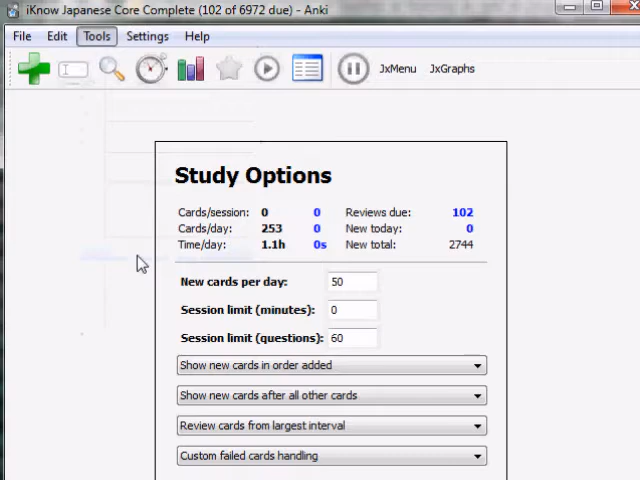 iKnow Japanese Core Complete (102 of 6972 due) - Anki
File Edit Tools Settings Help
JxMenu JxGraphs
Study Options
Cards/session: 0 0 Reviews due: 102
Cards/day: 253 0 New today: 0
Time/day: 1.1h 0s New total: 2744
New cards per day: 50
Session limit (minutes): 0
Session limit (questions): 60
Show new cards in order added
Show new cards after all other cards
Review cards from largest interval
Custom failed cards handling